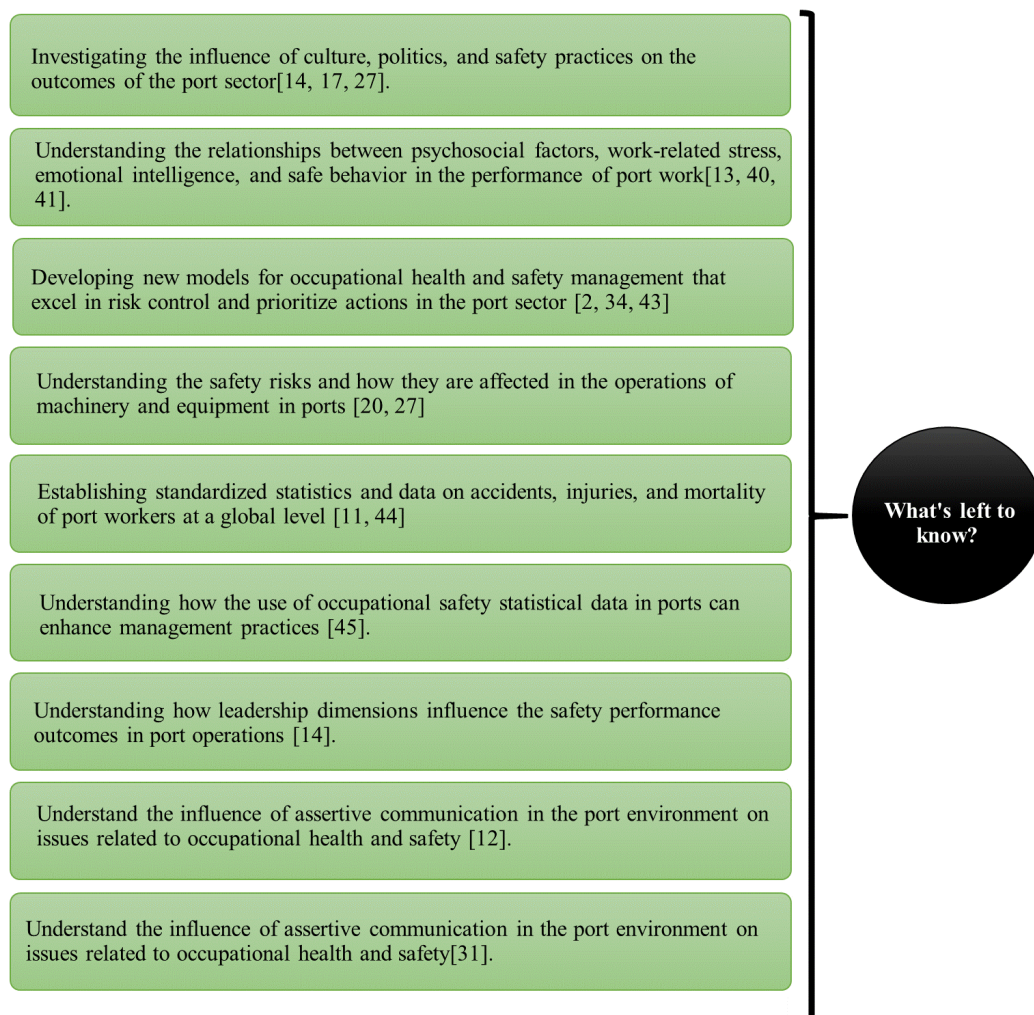 Investigating the influence of culture, politics, and safety practices on the
outcomes of the port sector[14, 17, 27].
Understanding the relationships between psychosocial factors, work-related stress,
emotional intelligence, and safe behavior in the performance of port work[13, 40,
41].
Developing new models for occupational health and safety management that
excel in risk control and prioritize actions in the port sector [2, 34, 43]
Understanding the safety risks and how they are affected in the operations of
machinery and equipment in ports [20, 27]
Establishing standardized statistics and data on accidents, injuries, and mortality
of port workers at a global level [11, 44]
Understanding how the use of occupational safety statistical data in ports can
enhance management practices [45].
Understanding how leadership dimensions influence the safety performance
outcomes in port operations [14].
Understand the influence of assertive communication in the port environment on
issues related to occupational health and safety [12].
Understand the influence of assertive communication in the port environment on
issues related to occupational health and safety[31].
What's left to
know?